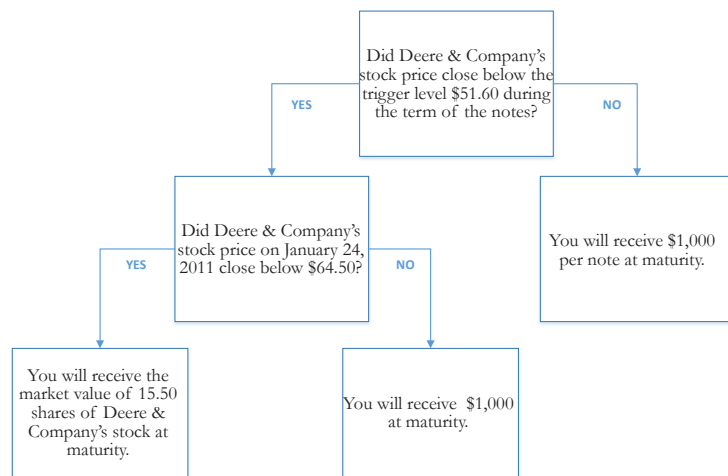 Did Deere & Company's
stock price close below the
trigger level $51.60 during
the term of the notes?
YES
NO
Did Deere & Company's
stock price on January 24,
2011 close below $64.50?
You will receive $1,000
per note at maturity.
YES
NO
You will receive the
market value of 15.50
shares of Deere &
Company's stock at
maturity.
You will receive $1,000
at maturity.